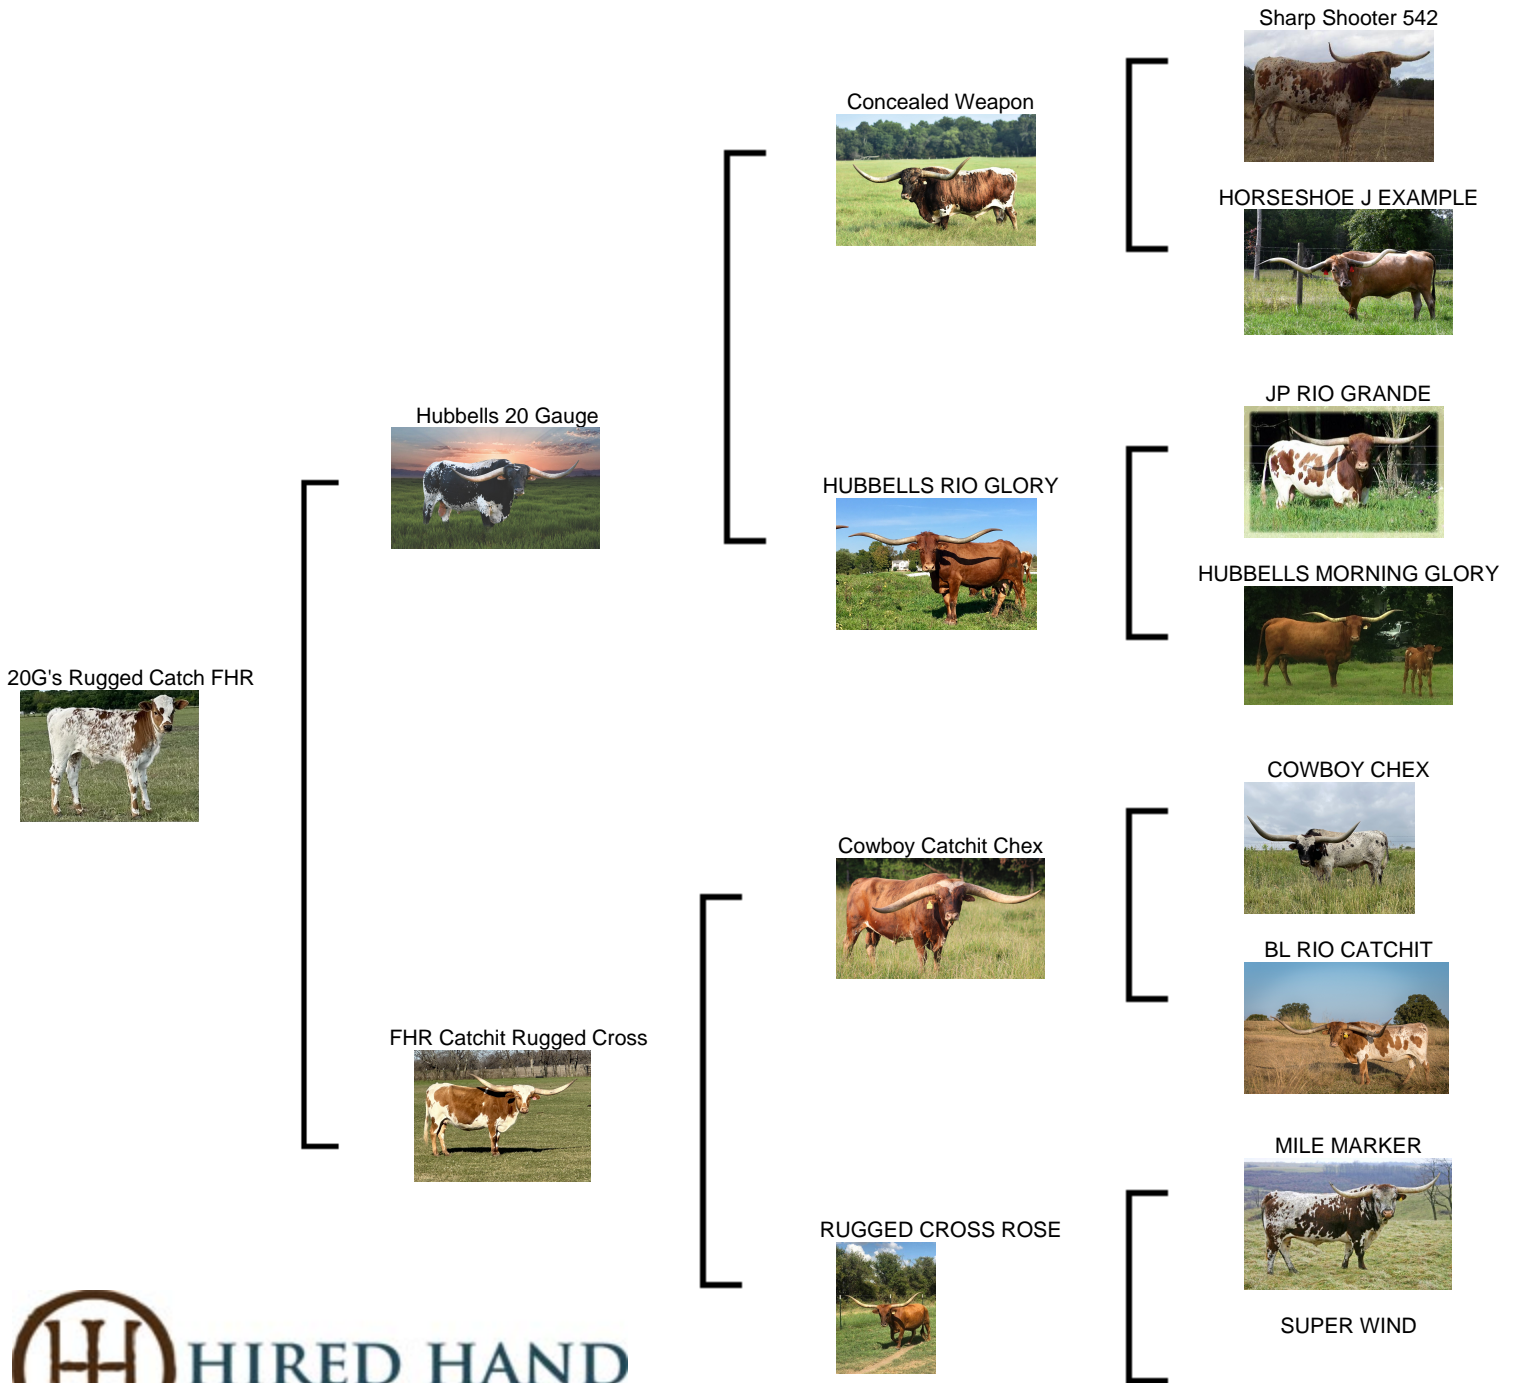 Sharp Shooter 542
Concealed Weapon
HORSESHOE J EXAMPLE
JP RIO GRANDE
Hubbells 20 Gauge
HUBBELLS RIO GLORY
HUBBELLS MORNING GLORY
20G's Rugged Catch FHR
COWBOY CHEX
Cowboy Catchit Chex
BL RIO CATCHIT
FHR Catchit Rugged Cross
MILE MARKER
RUGGED CROSS ROSE
SUPER WIND
HIRED HAND